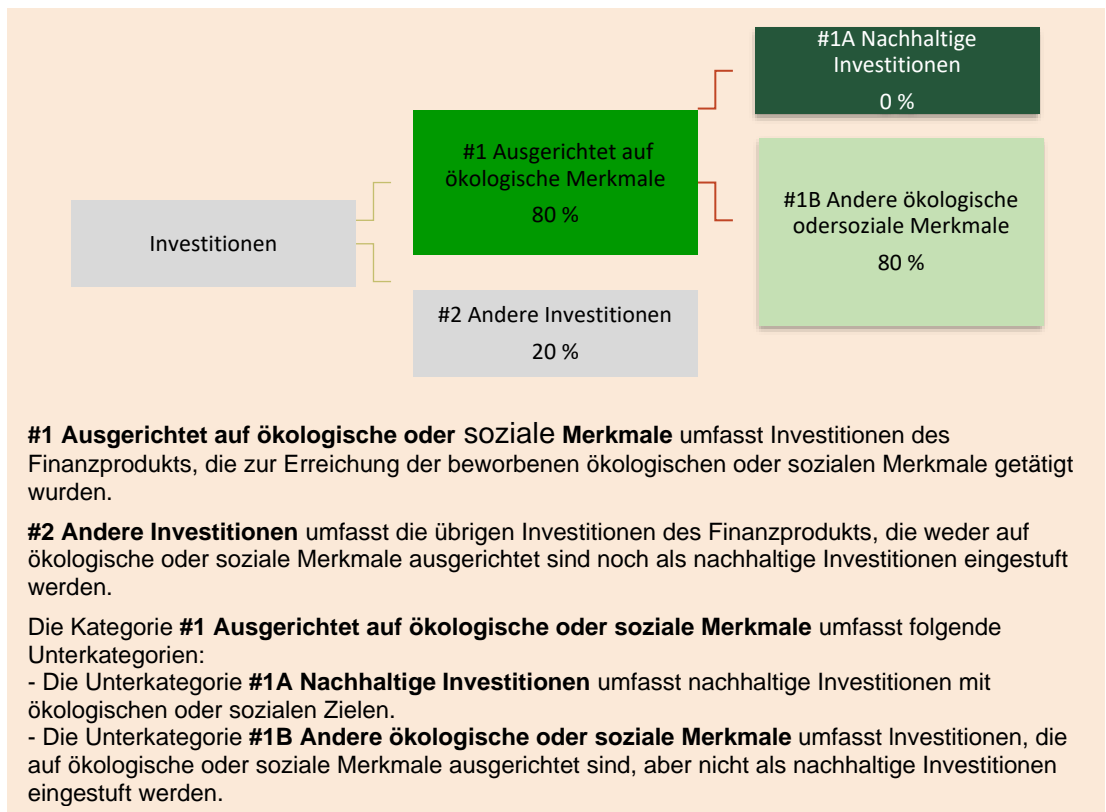 #1A Nachhaltige
Investitionen
0 %
#1 Ausgerichtet auf
ökologische Merkmale
80 %
#1B Andere ökologische
odersoziale Merkmale
80 %
Investitionen
#2 Andere Investitionen
20 %
#1 Ausgerichtet auf ökologische oder soziale Merkmale umfasst Investitionen des
Finanzprodukts, die zur Erreichung der beworbenen ökologischen oder sozialen Merkmale getätigt
wurden.
#2 Andere Investitionen umfasst die übrigen Investitionen des Finanzprodukts, die weder auf
ökologische oder soziale Merkmale ausgerichtet sind noch als nachhaltige Investitionen eingestuft
werden.
Die Kategorie #1 Ausgerichtet auf ökologische oder soziale Merkmale umfasst folgende
Unterkategorien:
- Die Unterkategorie #1A Nachhaltige Investitionen umfasst nachhaltige Investitionen mit
ökologischen oder sozialen Zielen.
- Die Unterkategorie #1B Andere ökologische oder soziale Merkmale umfasst Investitionen, die
auf ökologische oder soziale Merkmale ausgerichtet sind, aber nicht als nachhaltige Investitionen
eingestuft werden.